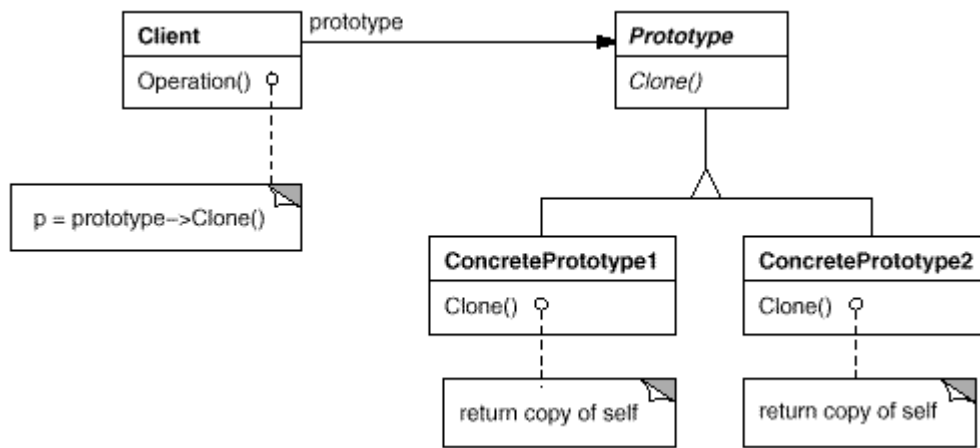 Client
prototype
Prototype
Operation()
Clone()
p = prototype->Clone()
ConcretePrototype1
ConcretePrototype2
Clone()
Clone()
return copy of self
return copy of self